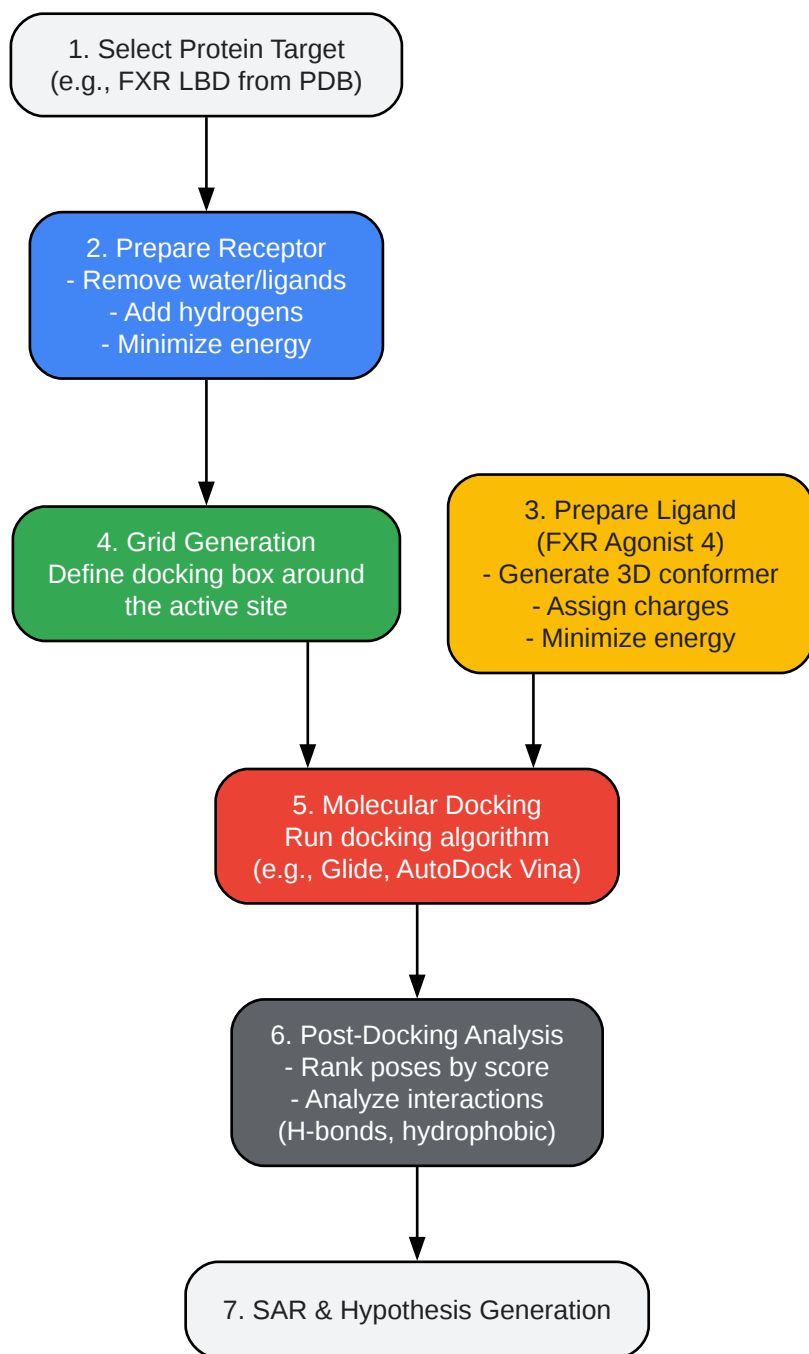 1. Select Protein Target
(e.g., FXR LBD from PDB)
2. Prepare Receptor
- Remove water/ligands
- Add hydrogens
- Minimize energy
3. Prepare Ligand
(FXR Agonist 4)
- Generate 3D conformer
- Assign charges
- Minimize energy
4. Grid Generation
Define docking box around
the active site
5. Molecular Docking
Run docking algorithm
(e.g., Glide, AutoDock Vina)
6. Post-Docking Analysis
- Rank poses by score
- Analyze interactions
(H-bonds, hydrophobic)
7. SAR & Hypothesis Generation